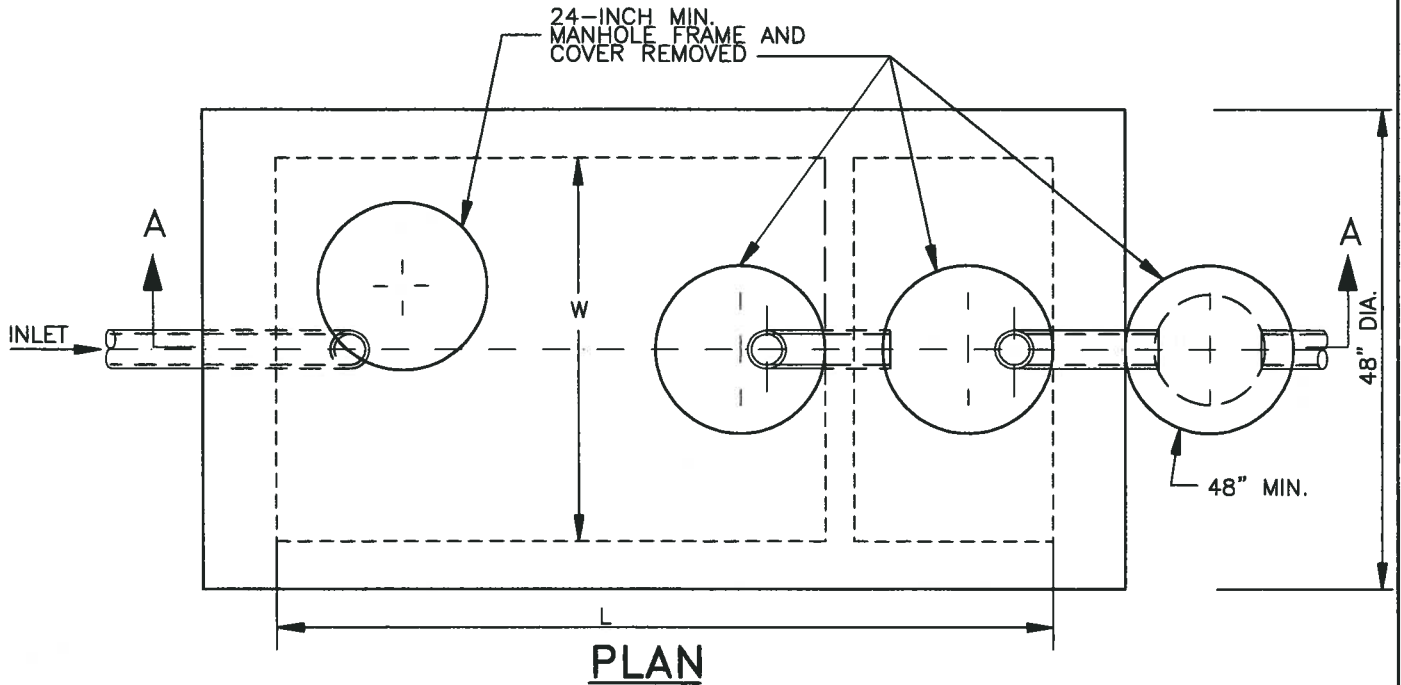 24-INCH MIN.
MANHOLE FRAME AND
COVER REMOVED
A
A
INLET
W
48" DIA.
48" MIN.
L
PLAN